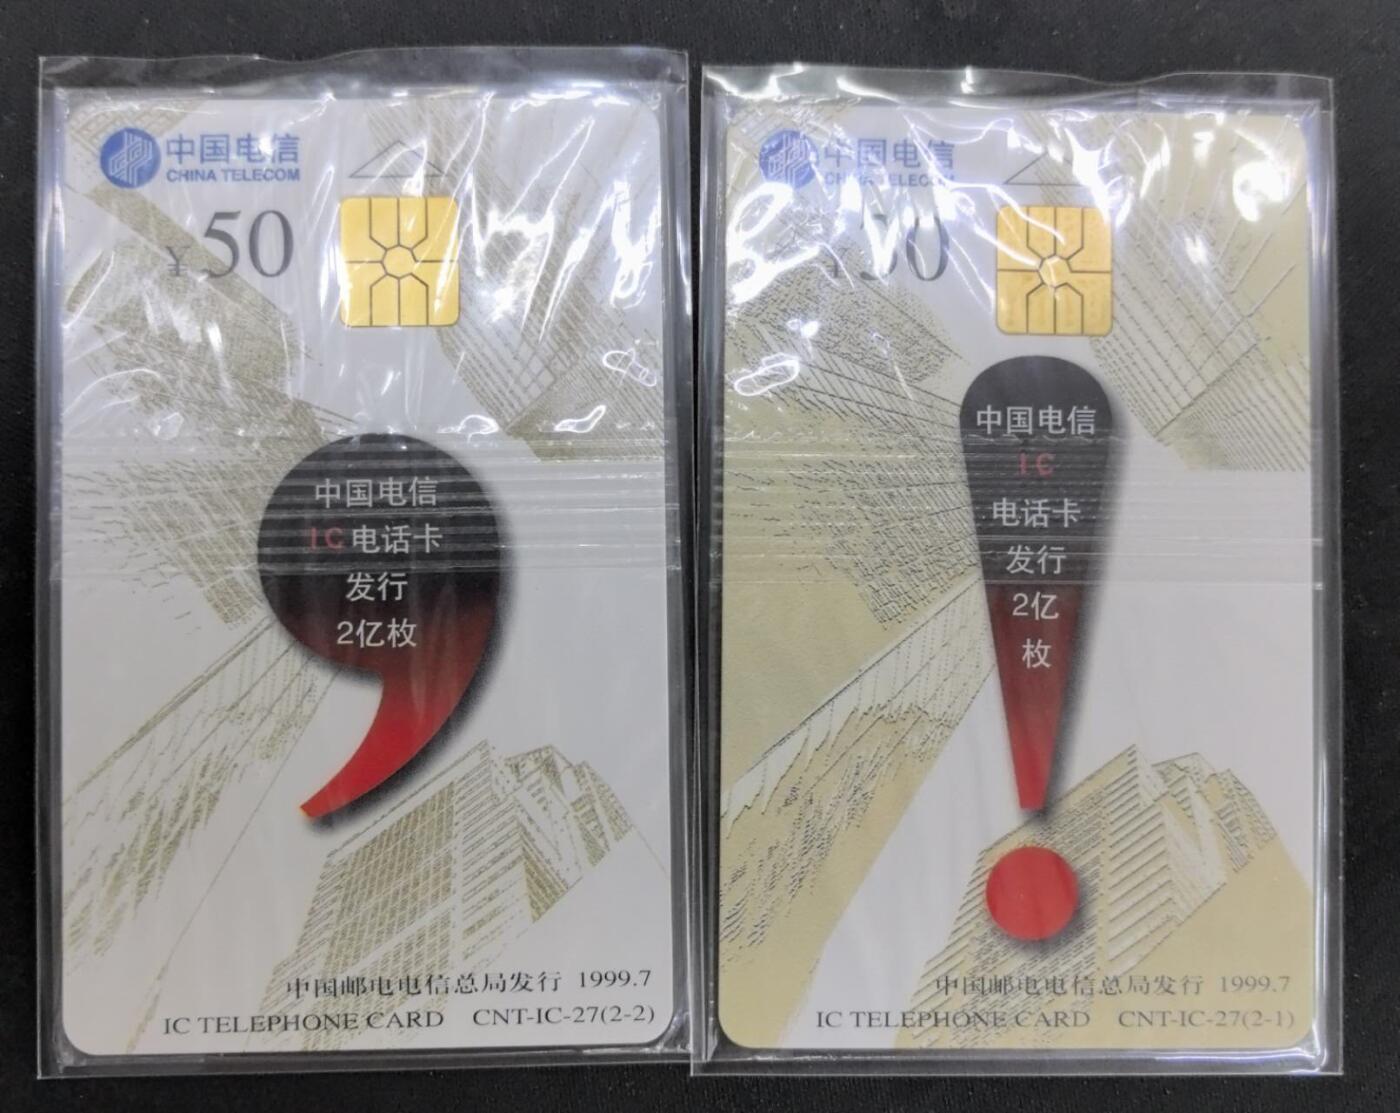 中国电信
CHINA TELECOM
¥50
中国电信
IC电话卡
发行
2亿枚
中国邮电电信总局发行 1999.7
IC TELEPHONE CARD CNT-IC-27(2-2)
中国电信
CHINA TELECOM
50
中国电信
IC
电话卡
发行
2亿
枚
中国邮电电信总局发行 1999.7
IC TELEPHONE CARD CNT-IC-27(2-1)